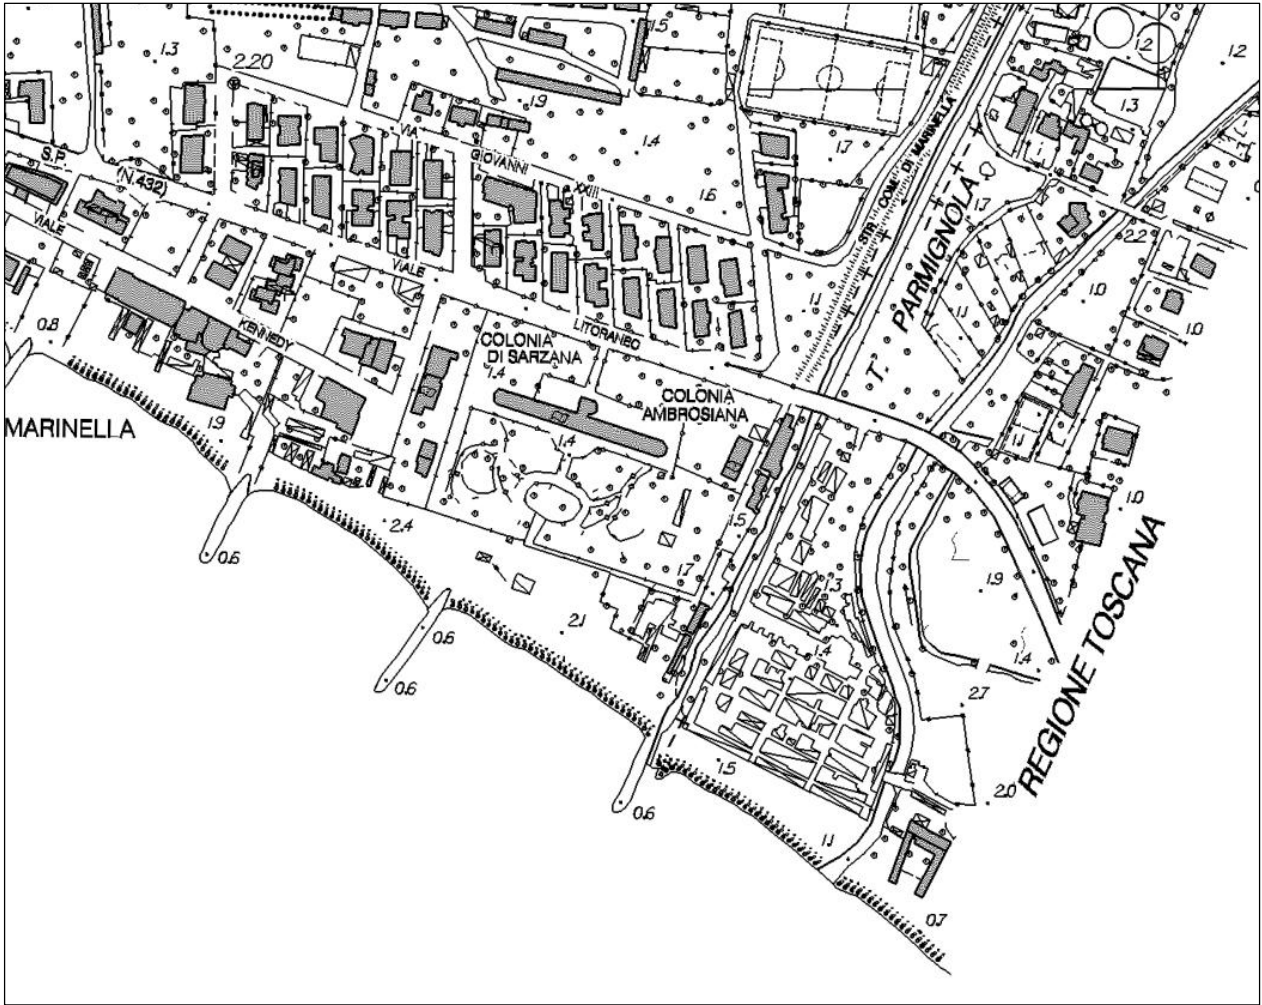 1.3
2.20
1.5
1.2
1.2
1.9
1.3
1.4
1.7
1.6
1.7
VIA
GIOVANNI
XXIII
S.P.
(N.432)
VIALE
VIALE
LITORANEO
KENNEDY
STR. COM. DI MARINELLA
T. PARMIGNOLA
2.2
1.0
1.0
1.1
1.1
0.8
COLONIA
DI SARZANA
1.4
COLONIA
AMBROSIANA
MARINELLA
1.9
1.4
1.1
1.0
2.4
1.5
0.6
1.7
1.3
1.9
2.1
0.6
1.4
1.4
0.6
2.7
REGIONE TOSCANA
1.5
2.0
0.6
1.1
0.7